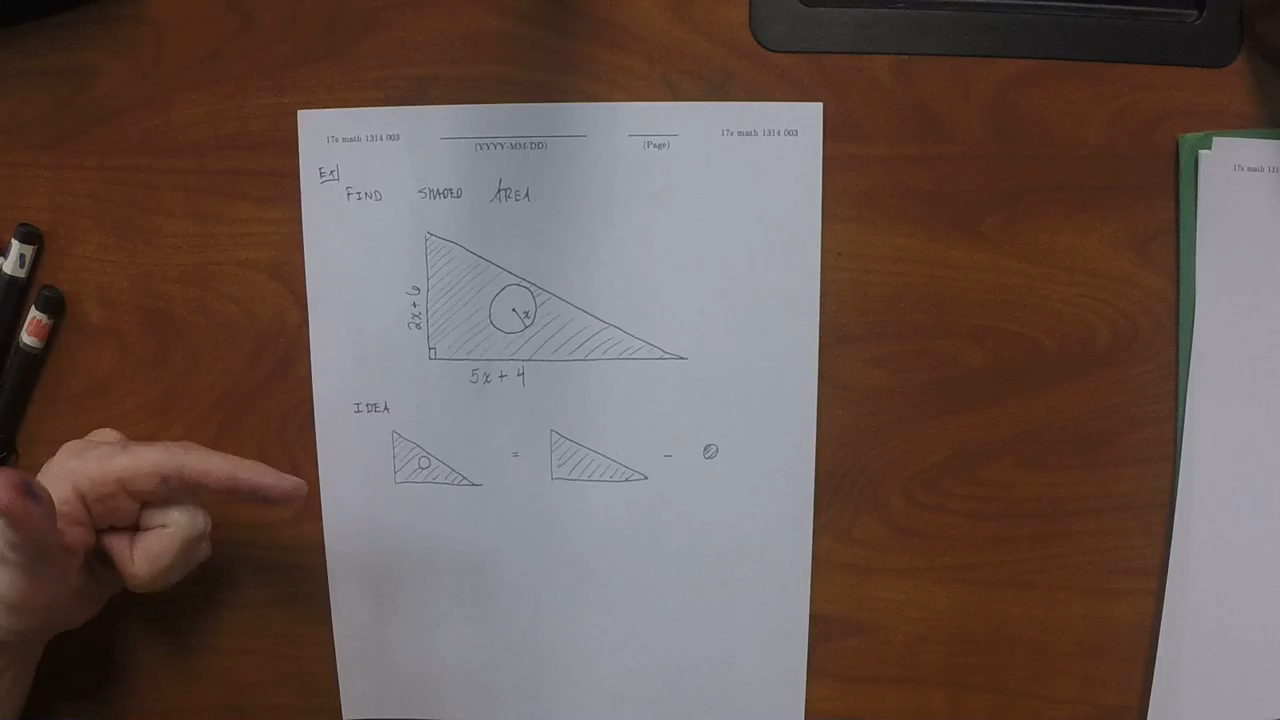 17s math 1314 003 (YYYY-MM-DD) (Page) 17s math 1314 003
Ex
FIND SHADED AREA
2x+6
x
5x + 4
IDEA
= -
17s math 131